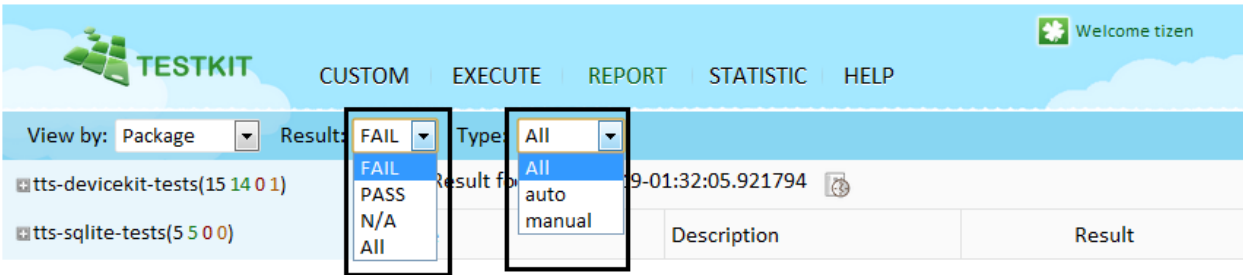 Welcome tizen
TESTKIT
CUSTOM EXECUTE REPORT STATISTIC HELP
View by: Package Result: FAIL Type: All
FAIL All
tts-devicekit-tests(15 14 0 1) Result fo 9-01:32:05.921794
PASS auto
N/A manual
tts-sqlite-tests(5 5 0 0) Description Result
All